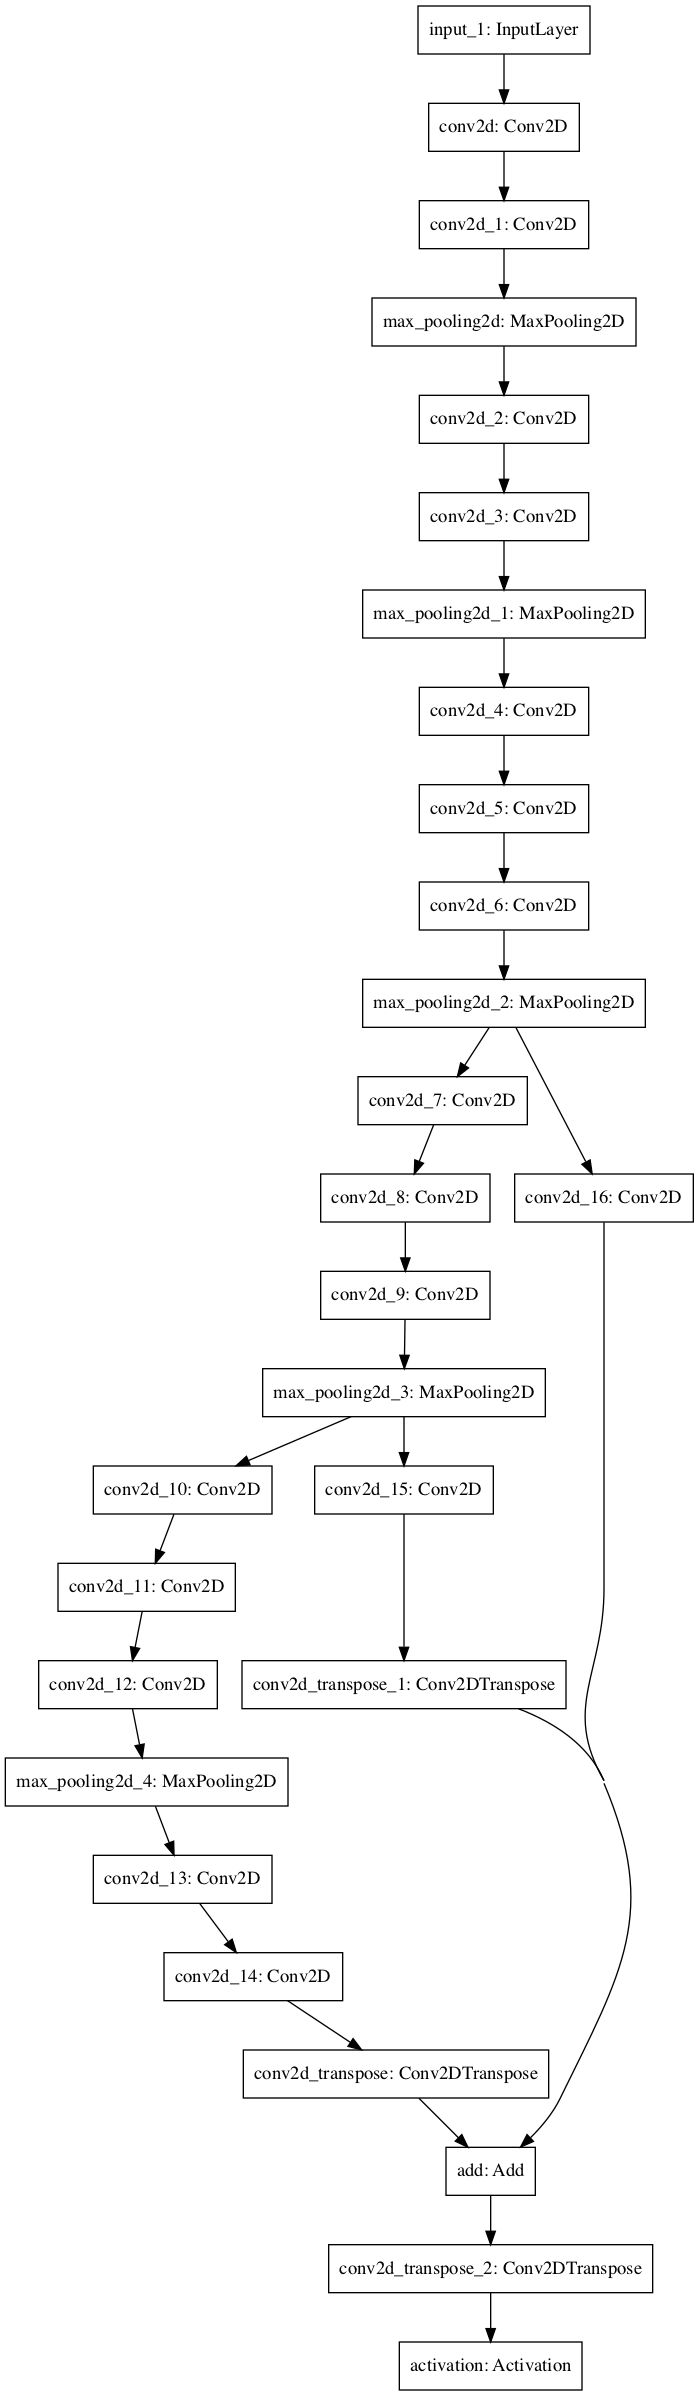 input_1: InputLayer
conv2d: Conv2D
conv2d_1: Conv2D
max_pooling2d: MaxPooling2D
conv2d_2: Conv2D
conv2d_3: Conv2D
max_pooling2d_1: MaxPooling2D
conv2d_4: Conv2D
conv2d_5: Conv2D
conv2d_6: Conv2D
max_pooling2d_2: MaxPooling2D
conv2d_7: Conv2D
conv2d_8: Conv2D
conv2d_16: Conv2D
conv2d_9: Conv2D
max_pooling2d_3: MaxPooling2D
conv2d_10: Conv2D
conv2d_15: Conv2D
conv2d_11: Conv2D
conv2d_12: Conv2D
conv2d_transpose_1: Conv2DTranspose
max_pooling2d_4: MaxPooling2D
conv2d_13: Conv2D
conv2d_14: Conv2D
conv2d_transpose: Conv2DTranspose
add: Add
conv2d_transpose_2: Conv2DTranspose
activation: Activation